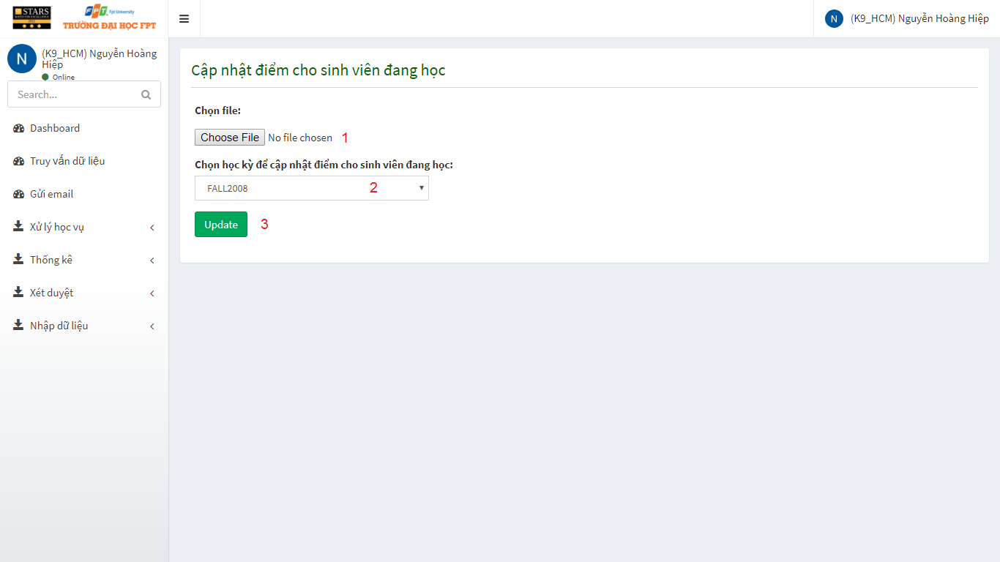 STARS
RATED FOR EXCELLENCE
FPT. Fpt University
TRƯỜNG ĐẠI HỌC FPT
N (K9_HCM) Nguyễn Hoàng Hiệp
N (K9_HCM) Nguyễn Hoàng
Hiệp
Online
Search...
Dashboard
Truy vấn dữ liệu
Gửi email
Xử lý học vụ
Thống kê
Xét duyệt
Nhập dữ liệu
Cập nhật điểm cho sinh viên đang học
Chọn file:
Choose File No file chosen 1
Chọn học kỳ để cập nhật điểm cho sinh viên đang học:
FALL2008 2
Update 3